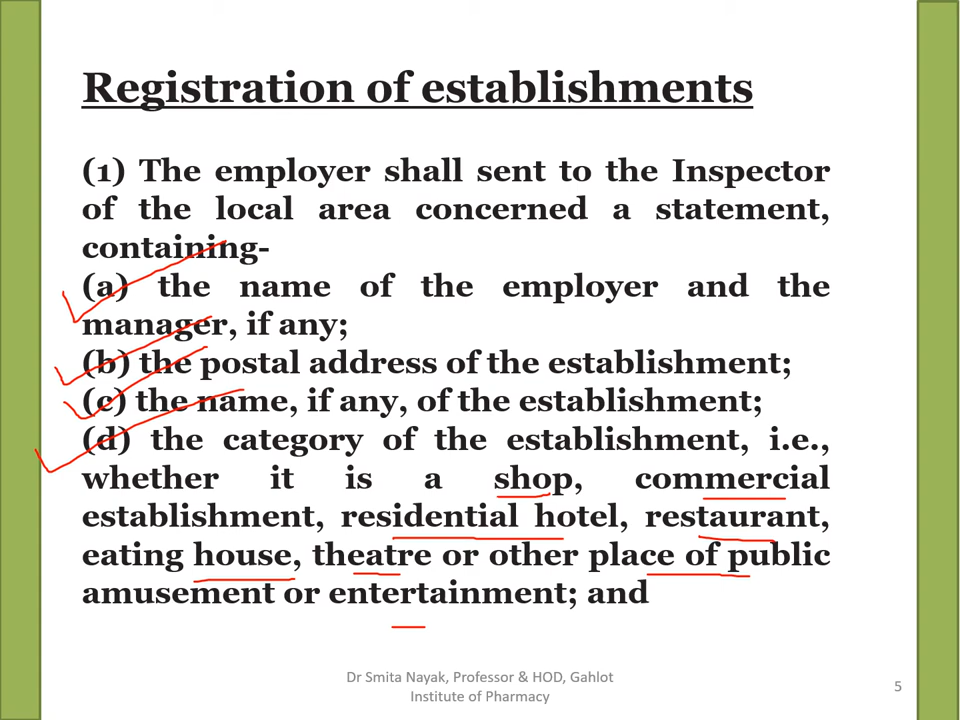 Registration of establishments
(1) The employer shall sent to the Inspector
of the local area concerned a statement,
containing-
(a) the name of the employer and the
manager, if any;
(b) the postal address of the establishment;
(c) the name, if any, of the establishment;
(d) the category of the establishment, i.e.,
whether it is a shop, commercial
establishment, residential hotel, restaurant,
eating house, theatre or other place of public
amusement or entertainment; and
Dr Smita Nayak, Professor & HOD, Gahlot
Institute of Pharmacy
5